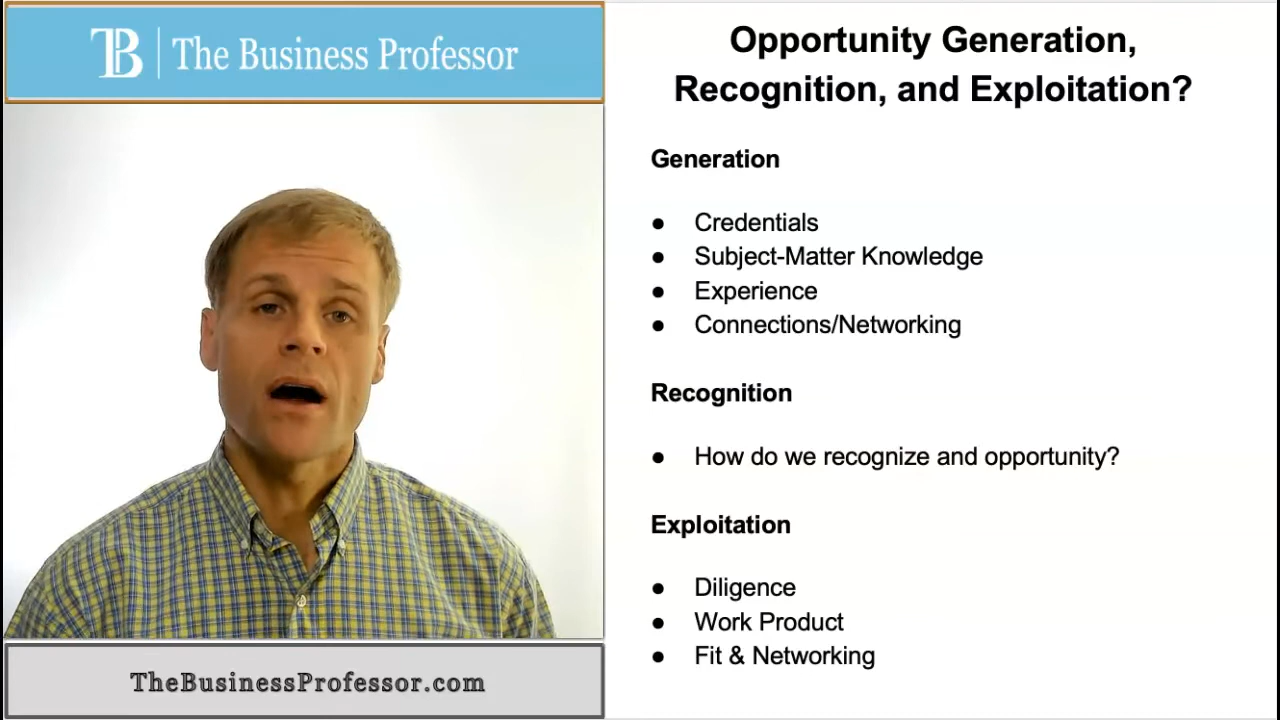 TB | The Business Professor
TheBusinessProfessor.com
Opportunity Generation,
Recognition, and Exploitation?
Generation
● Credentials
● Subject-Matter Knowledge
● Experience
● Connections/Networking
Recognition
● How do we recognize and opportunity?
Exploitation
● Diligence
● Work Product
● Fit & Networking